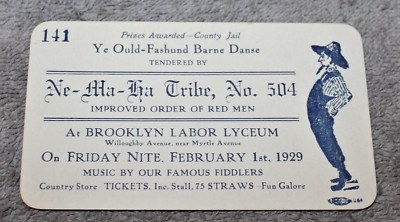 141
Prizes Awarded--County Jail
Ye Ould-Fashund Barne Danse
TENDERED BY
Ne-Ma-Ha Tribe, No. 504
IMPROVED ORDER OF RED MEN
At BROOKLYN LABOR LYCEUM
Willoughby Avenue, near Myrtle Avenue
On FRIDAY NITE, FEBRUARY 1st, 1929
MUSIC BY OUR FAMOUS FIDDLERS
Country Store - TICKETS, Inc. Stall, 75 STRAWS - Fun Galore